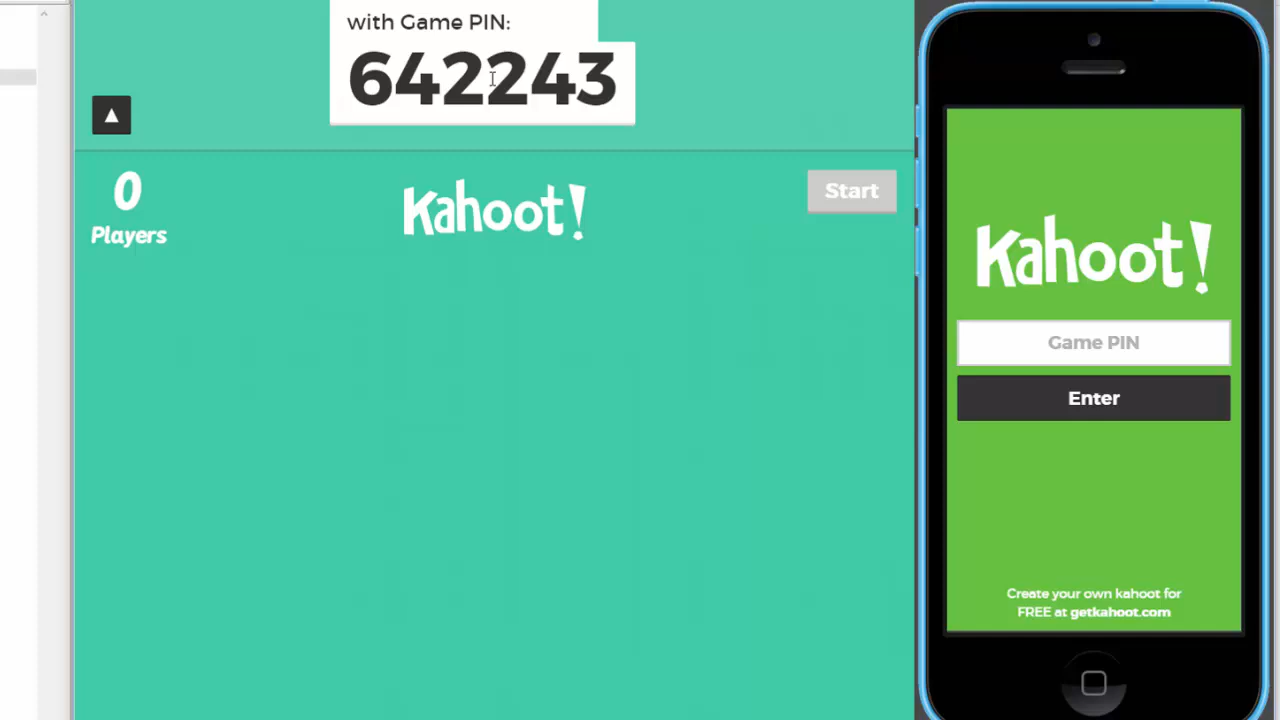 with Game PIN:
642243
▲
0
Players
Kahoot!
Start
Kahoot!
Game PIN
Enter
Create your own kahoot for
FREE at getkahoot.com